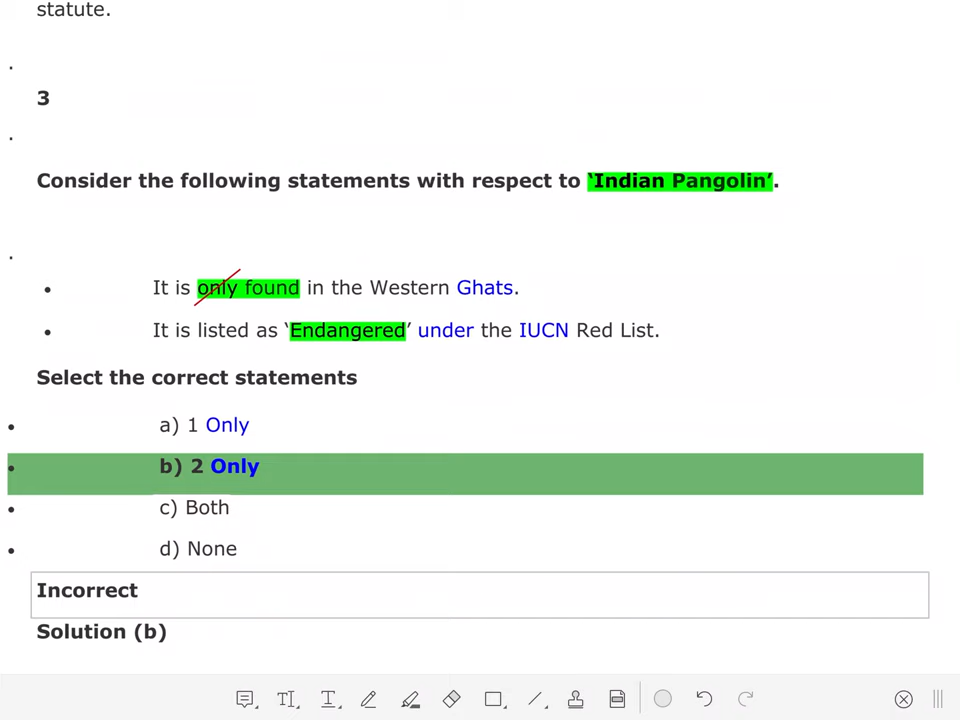 statute.
3
Consider the following statements with respect to ‘Indian Pangolin’.
It is only found in the Western Ghats.
It is listed as ‘Endangered’ under the IUCN Red List.
Select the correct statements
a) 1 Only
b) 2 Only
c) Both
d) None
Incorrect
Solution (b)